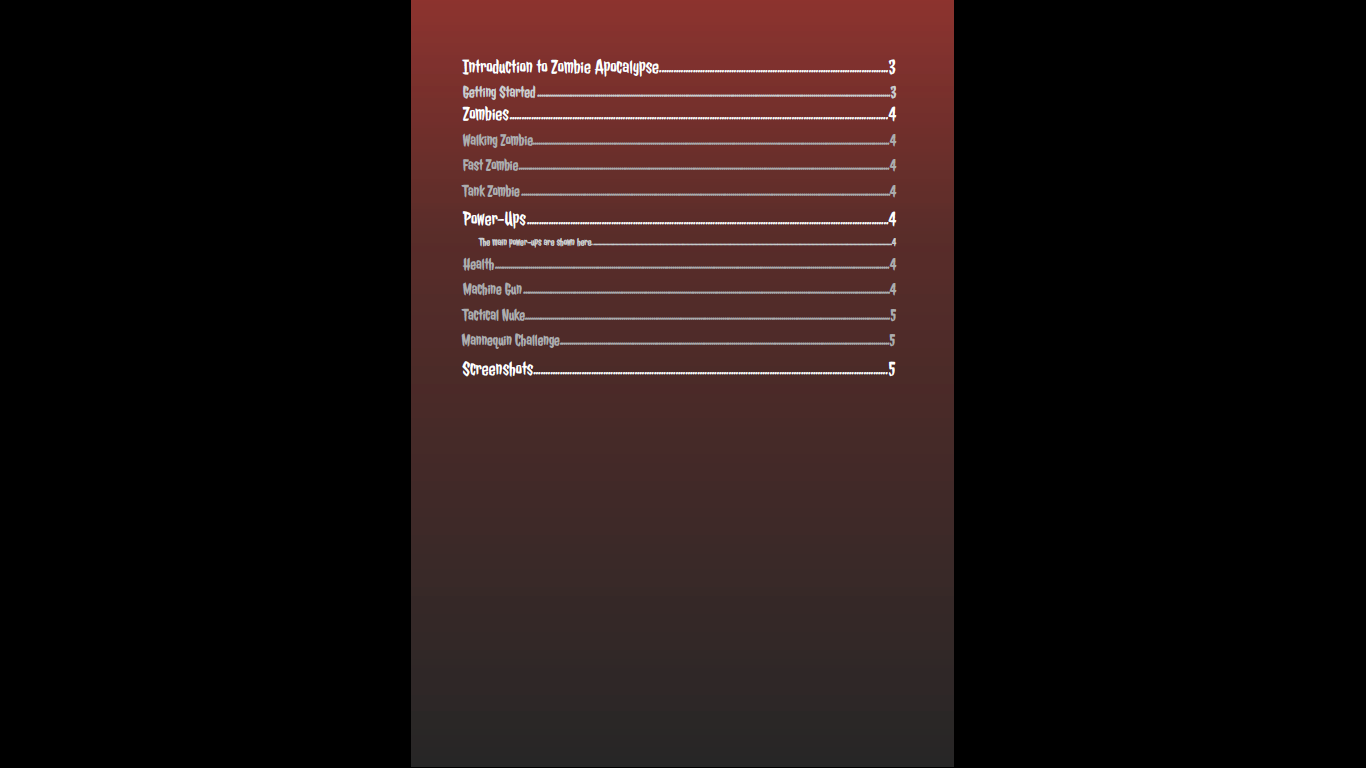 Introduction to Zombie Apocalypse........................................3
Getting Started........................................3
Zombies........................................4
Walking Zombie........................................4
Fast Zombie........................................4
Tank Zombie........................................4
Power-Ups........................................4
The main power-ups are shown here........................................4
Health........................................4
Machine Gun........................................4
Tactical Nuke........................................5
Mannequin Challenge........................................5
Screenshots........................................5